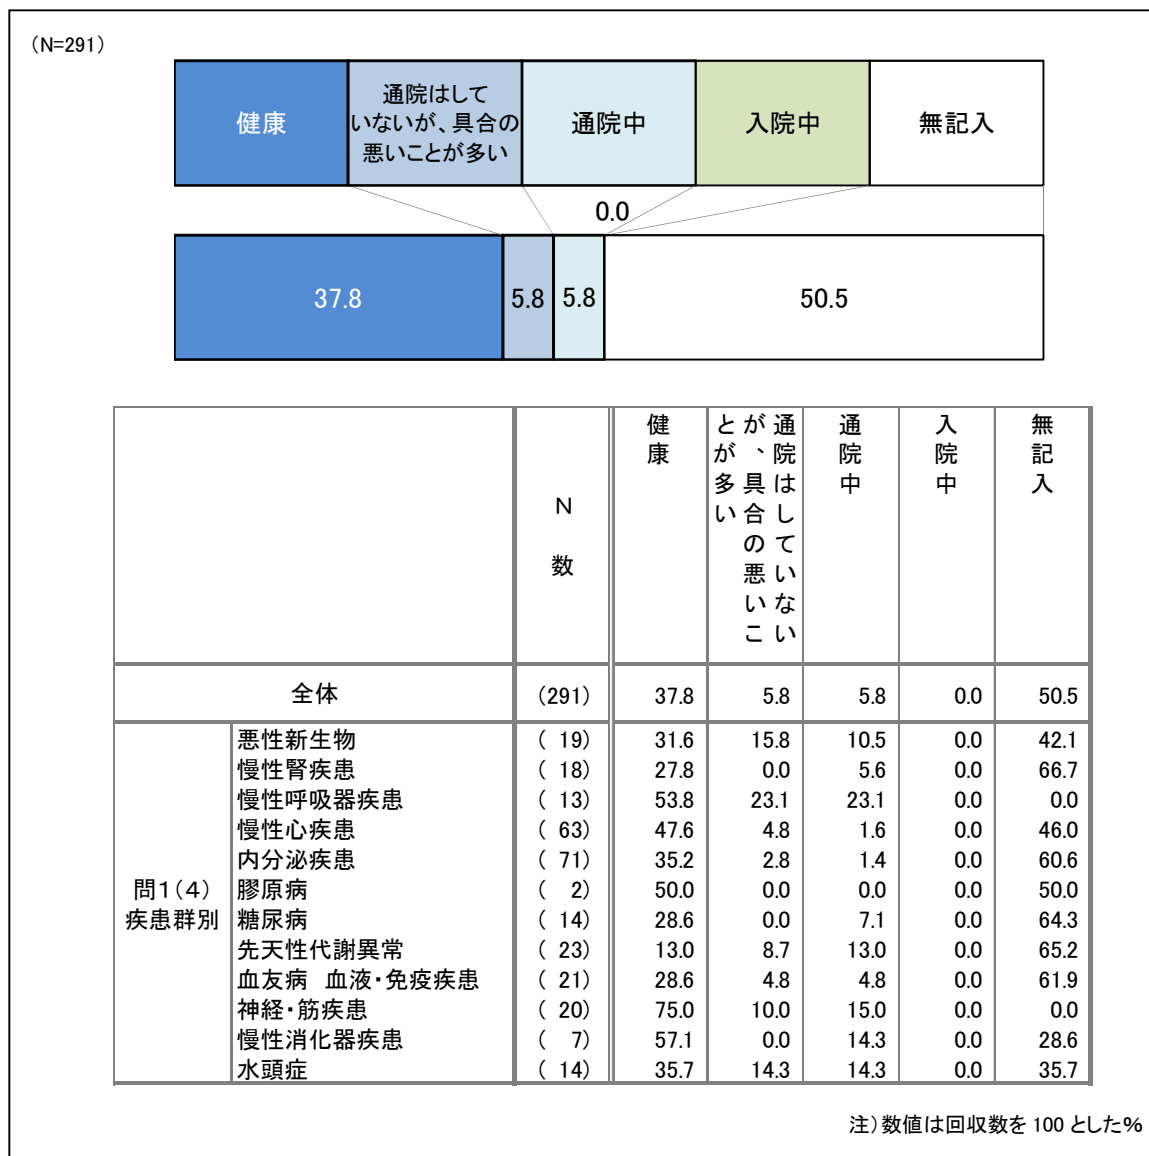 (N=291)
健康
通院はして
いないが、具合の
悪いことが多い
通院中
入院中
無記入
0.0
37.8 5.8 5.8 50.5
N数
健康
通院はしていない
が、具合の悪いこ
とが多い
通院中
入院中
無記入
全体 (291) 37.8 5.8 5.8 0.0 50.5
問1(4)
疾患群別
悪性新生物 ( 19) 31.6 15.8 10.5 0.0 42.1
慢性腎疾患 ( 18) 27.8 0.0 5.6 0.0 66.7
慢性呼吸器疾患 ( 13) 53.8 23.1 23.1 0.0 0.0
慢性心疾患 ( 63) 47.6 4.8 1.6 0.0 46.0
内分泌疾患 ( 71) 35.2 2.8 1.4 0.0 60.6
膠原病 ( 2) 50.0 0.0 0.0 0.0 50.0
糖尿病 ( 14) 28.6 0.0 7.1 0.0 64.3
先天性代謝異常 ( 23) 13.0 8.7 13.0 0.0 65.2
血友病 血液・免疫疾患 ( 21) 28.6 4.8 4.8 0.0 61.9
神経・筋疾患 ( 20) 75.0 10.0 15.0 0.0 0.0
慢性消化器疾患 ( 7) 57.1 0.0 14.3 0.0 28.6
水頭症 ( 14) 35.7 14.3 14.3 0.0 35.7
注)数値は回収数を 100 とした%